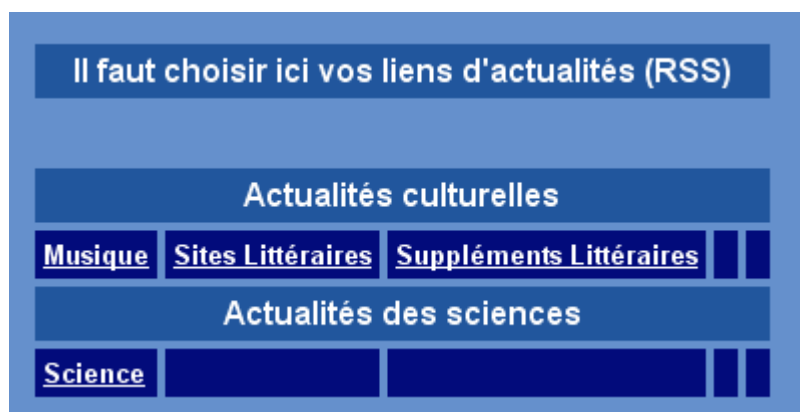 Il faut choisir ici vos liens d'actualités (RSS)
Actualités culturelles
Musique Sites Littéraires Suppléments Littéraires
Actualités des sciences
Science